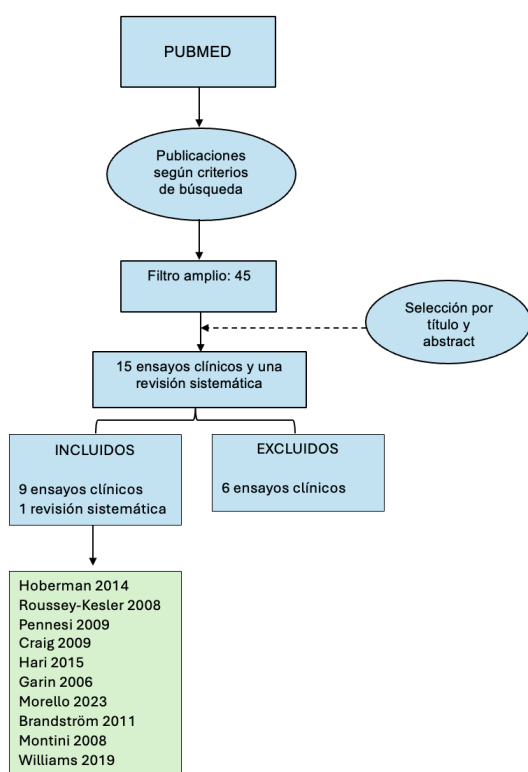 PUBMED
Publicaciones
según criterios
de búsqueda
Filtro amplio: 45
Selección por
título y
abstract
15 ensayos clínicos y una
revisión sistemática
INCLUIDOS
9 ensayos clínicos
1 revisión sistemática
EXCLUIDOS
6 ensayos clínicos
Hoberman 2014
Roussey-Kesler 2008
Pennesi 2009
Craig 2009
Hari 2015
Garin 2006
Morello 2023
Brandström 2011
Montini 2008
Williams 2019